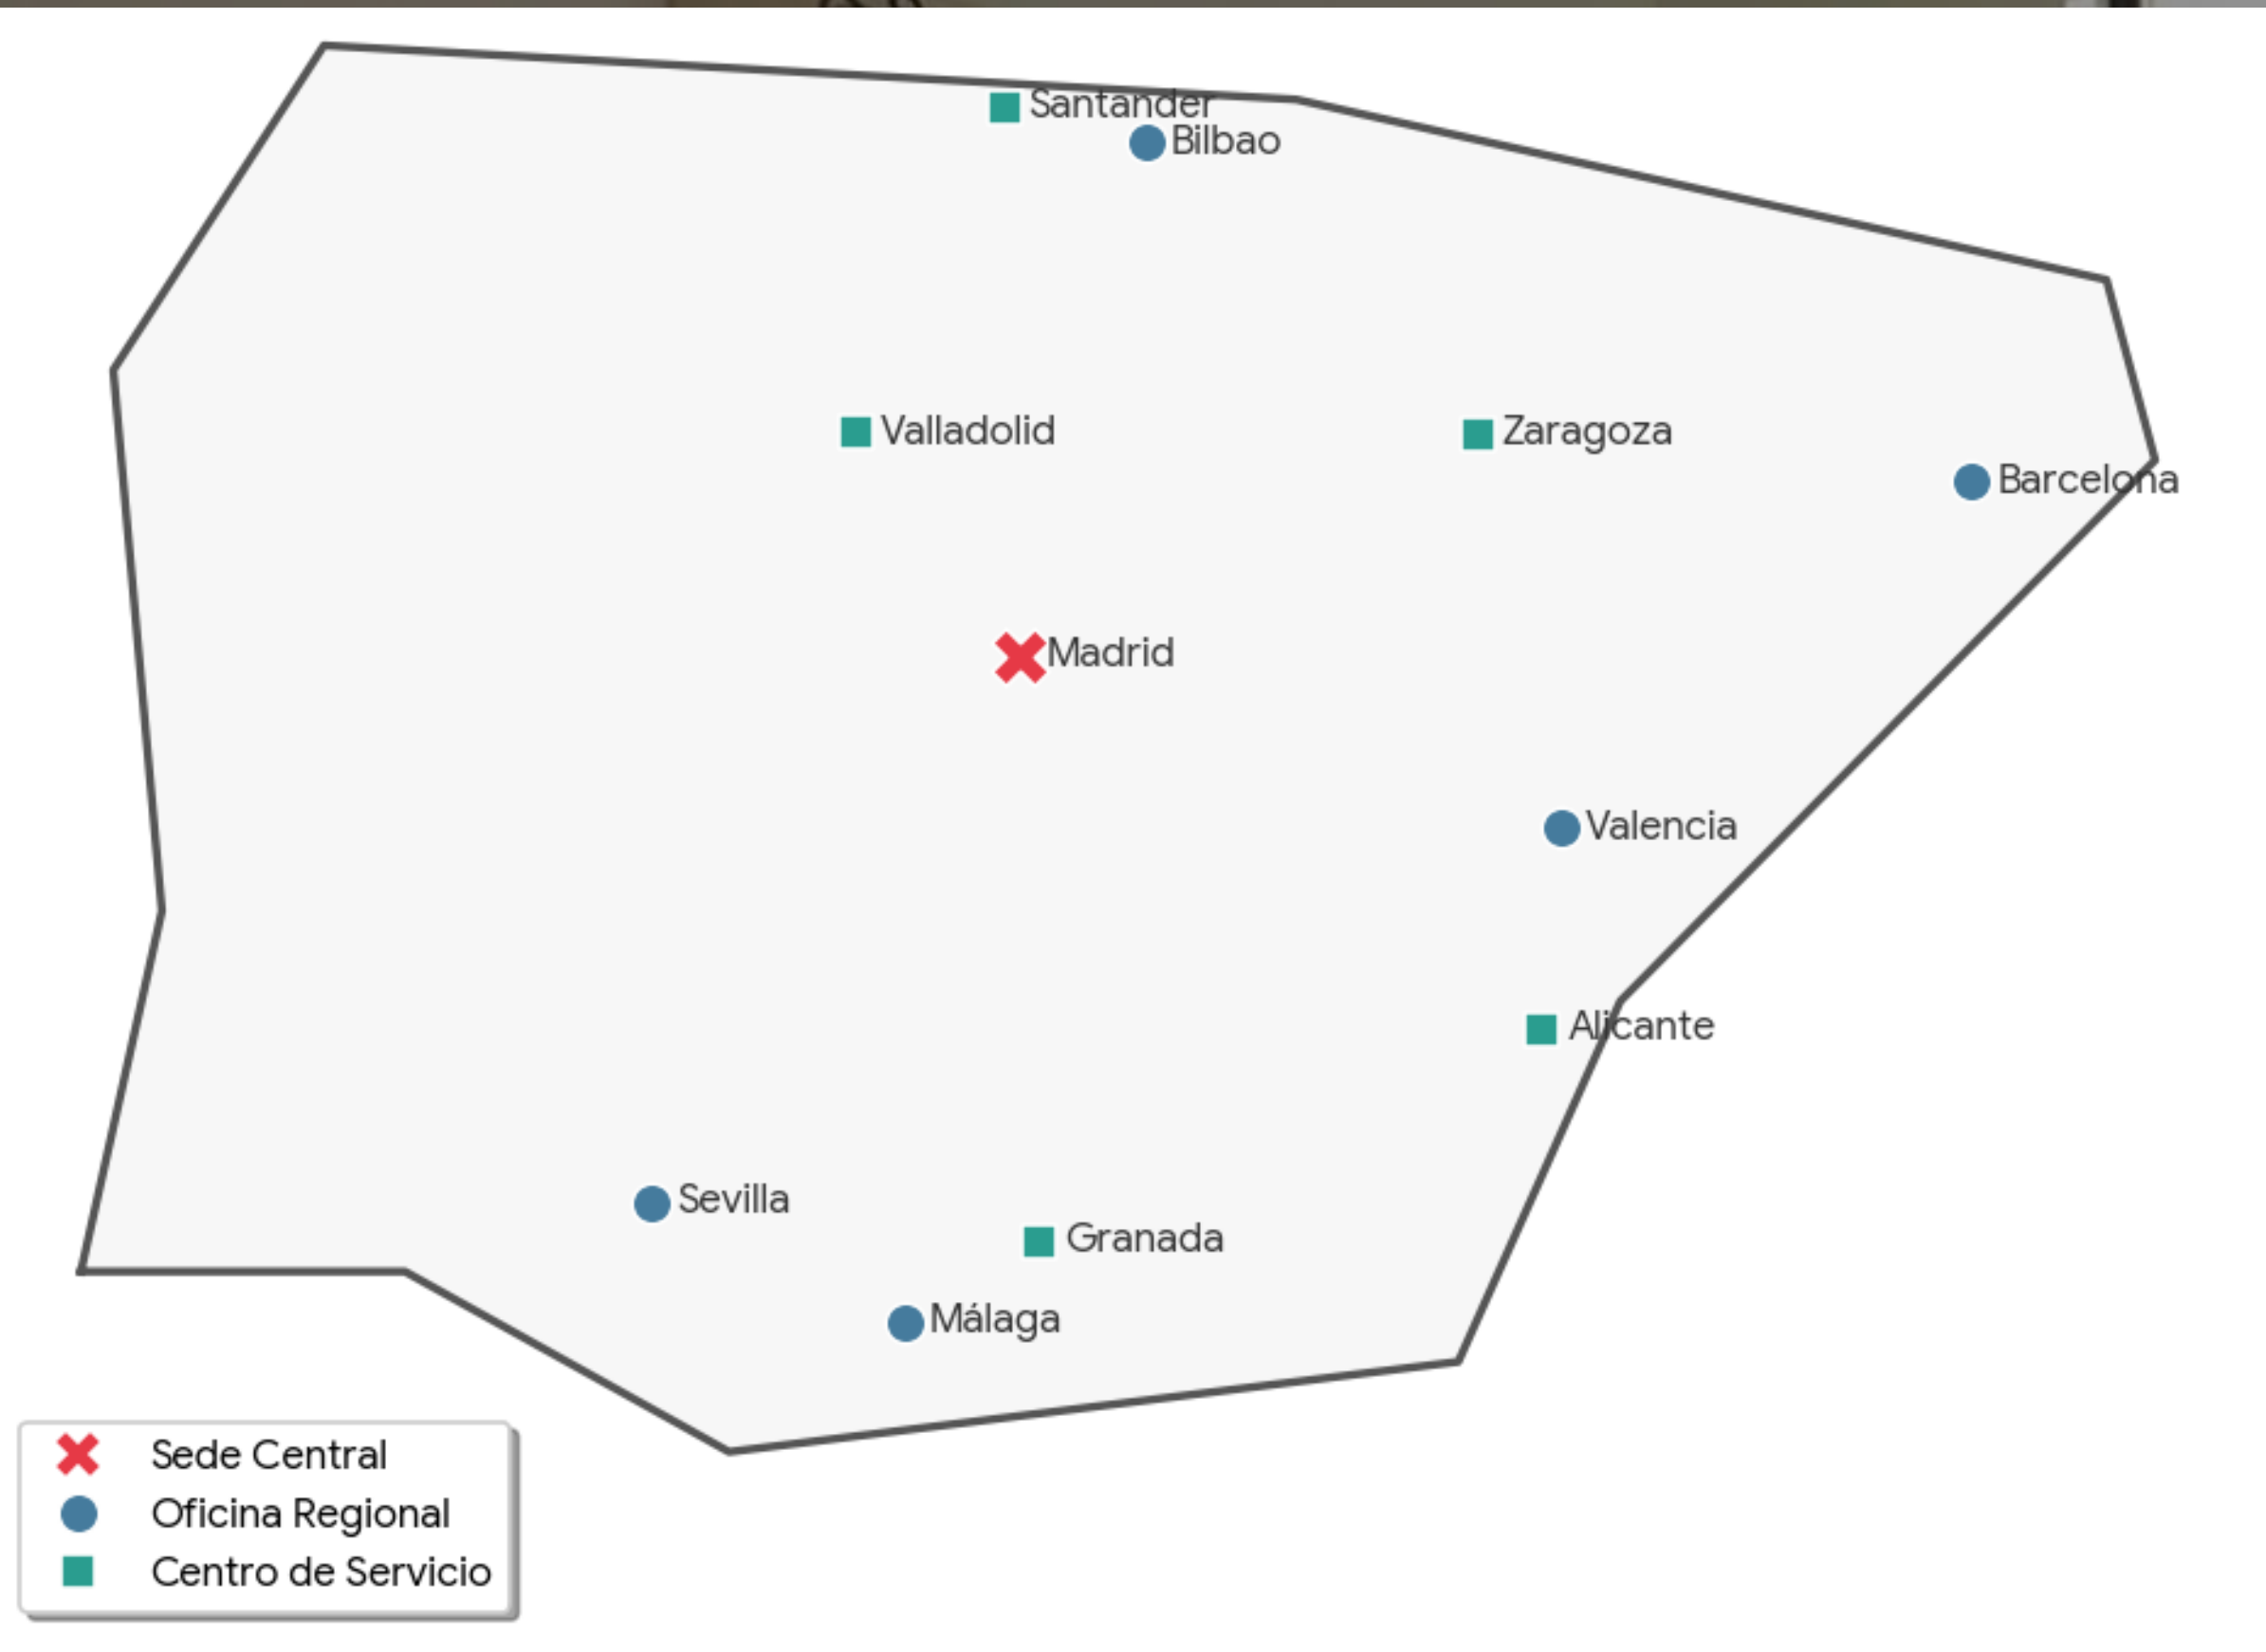 Santander
Bilbao
Valladolid
Zaragoza
Barcelona
Madrid
Valencia
Alicante
Sevilla
Granada
Málaga
Sede Central
Oficina Regional
Centro de Servicio